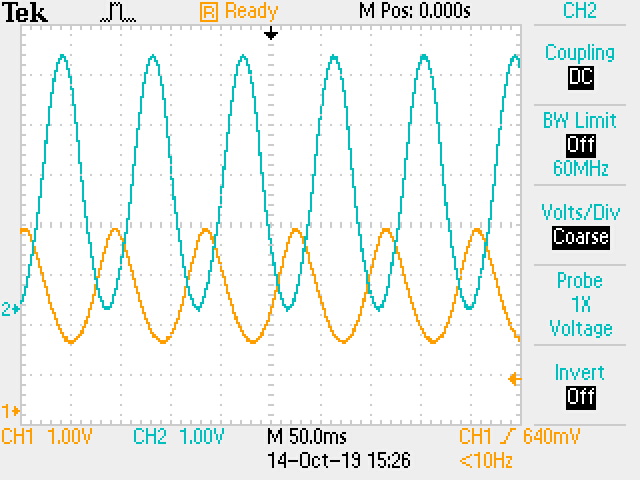 Tek R Ready M Pos: 0.000s CH2
Coupling
DC
BW Limit
Off
60MHz
Volts/Div
Coarse
Probe
1X
Voltage
Invert
Off
2
1
CH1 1.00V CH2 1.00V M 50.0ms CH1 640mV
14-Oct-19 15:26 <10Hz